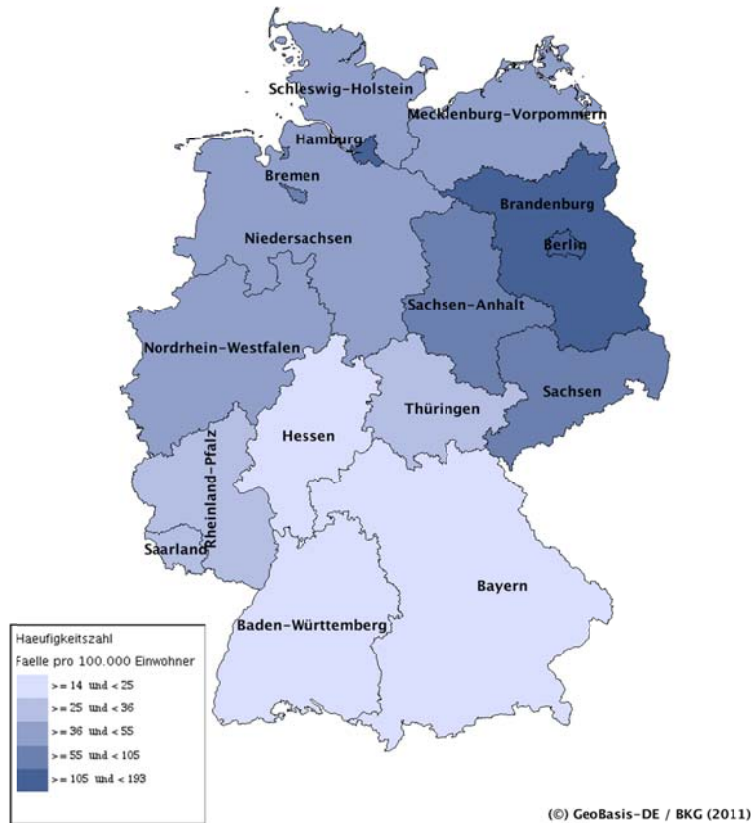 Schleswig-Holstein
Mecklenburg-Vorpommern
Hamburg
Bremen
Brandenburg
Niedersachsen
Berlin
Sachsen-Anhalt
Nordrhein-Westfalen
Sachsen
Thüringen
Hessen
Rheinland-Pfalz
Saarland
Bayern
Baden-Württemberg
Haeufigkeitszahl
Faelle pro 100.000 Einwohner
>= 14 und < 25
>= 25 und < 36
>= 36 und < 55
>= 55 und < 105
>= 105 und < 193
(©) GeoBasis-DE / BKG (2011)